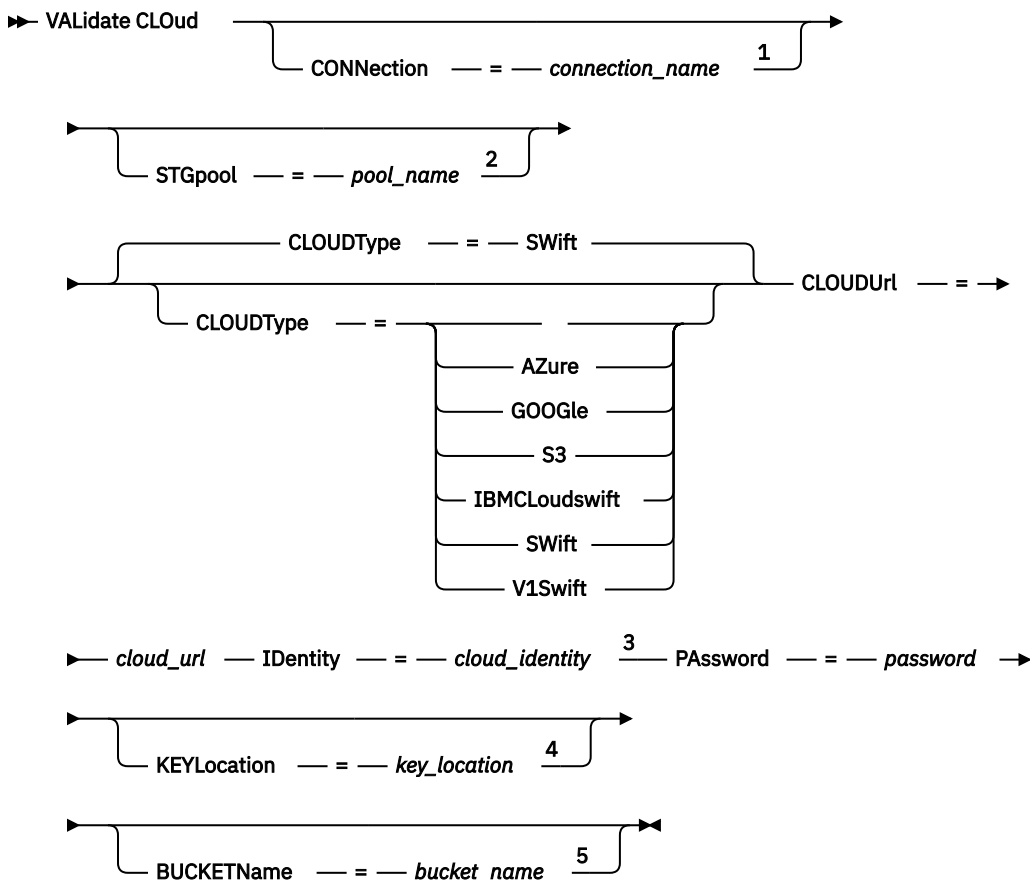 VALidate CLOud
CONNection = connection_name 1
STGpool = pool_name 2
CLOUDType = SWift
CLOUDUrl =
CLOUDType =
AZure
GOOGle
S3
IBMCLoudswift
SWift
V1Swift
cloud_url IDentity = cloud_identity 3 PAssword = password
KEYLocation = key_location 4
BUCKETName = bucket_name 5